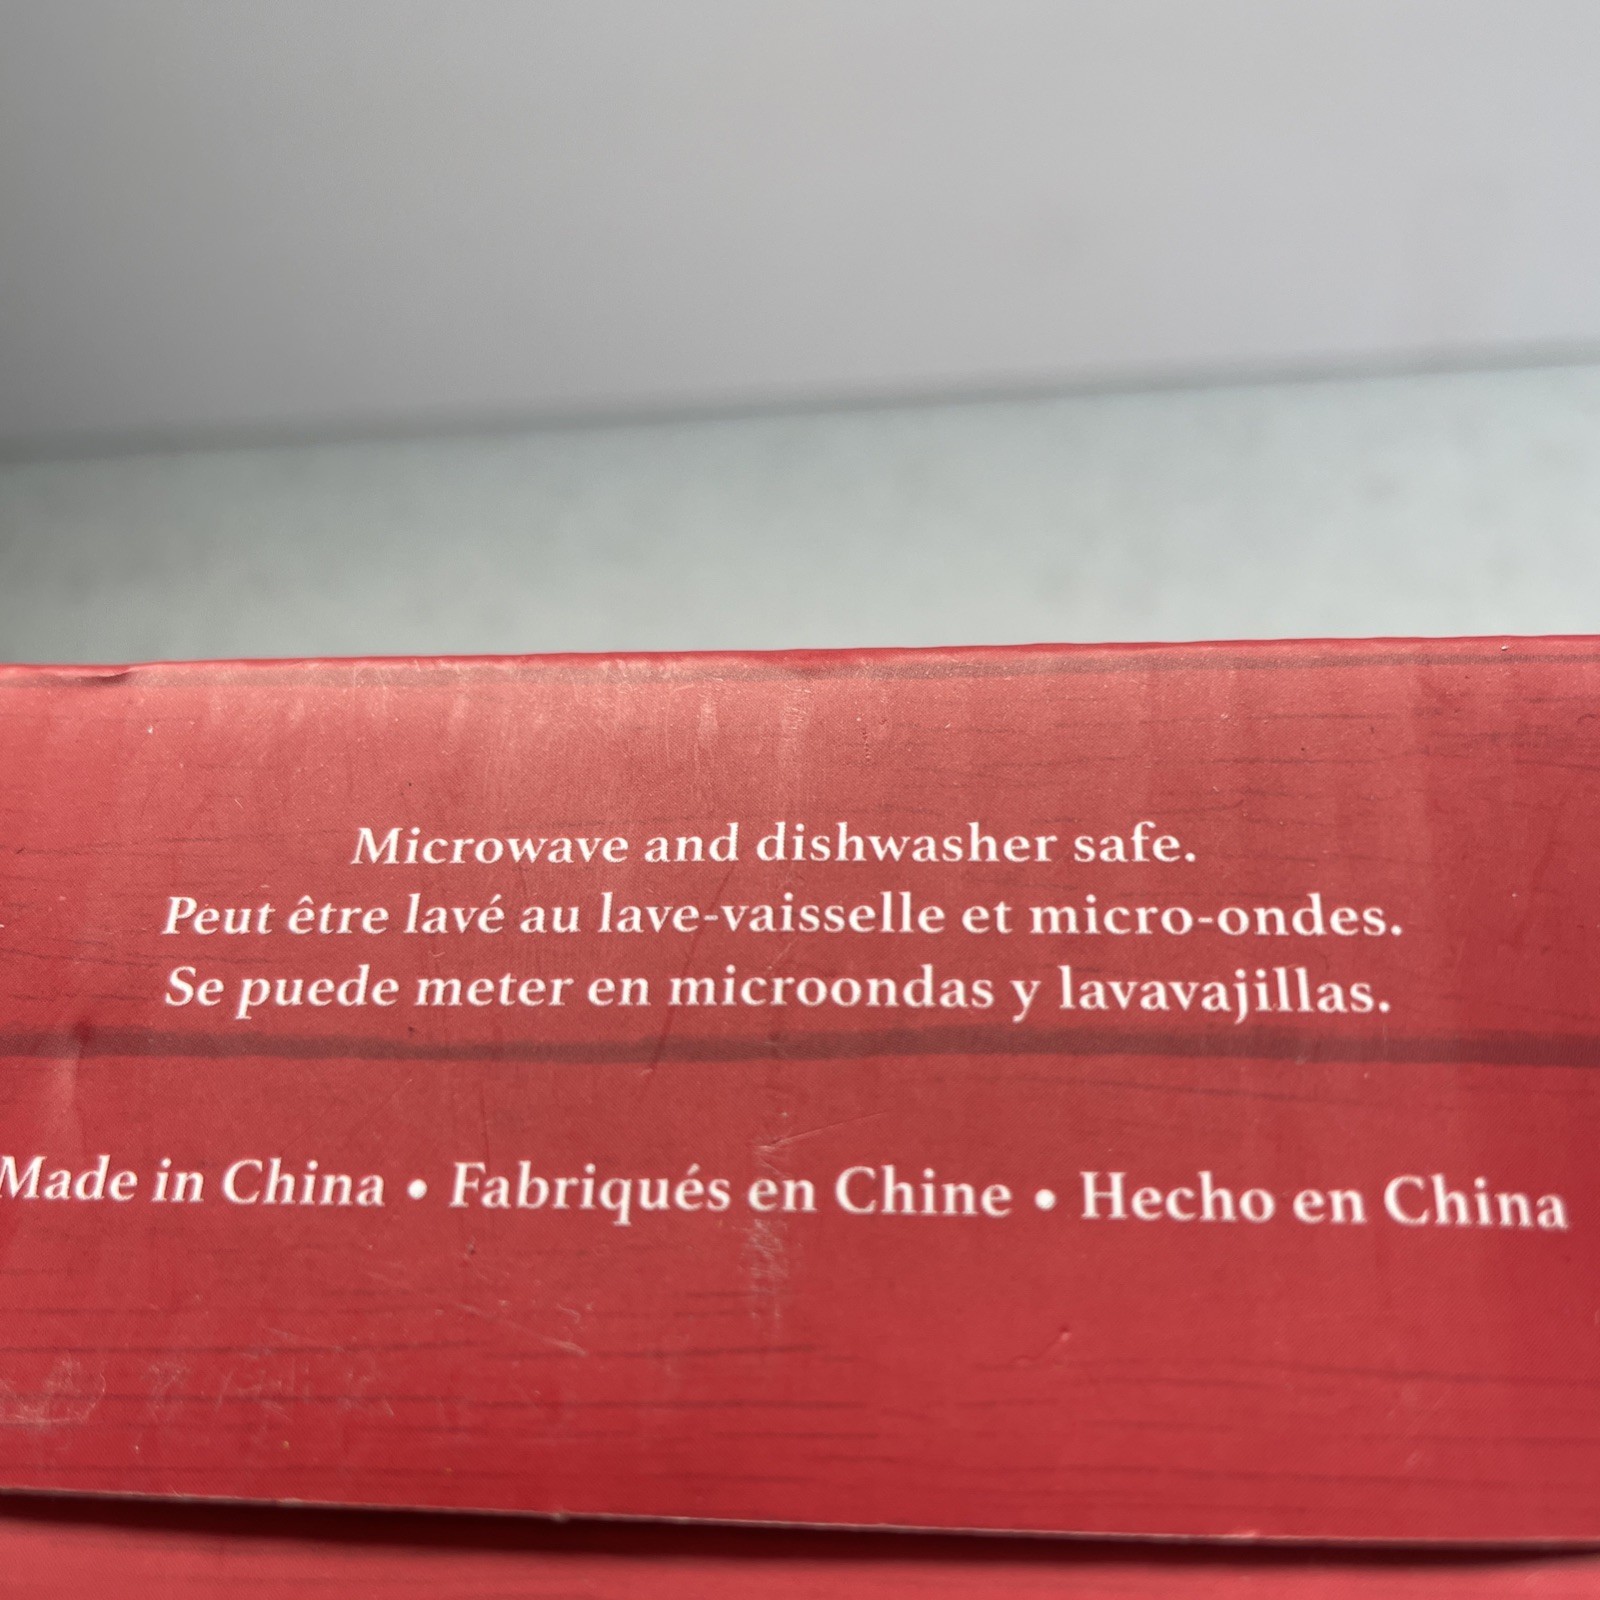 Microwave and dishwasher safe.
Peut être lavé au lave-vaisselle et micro-ondes.
Se puede meter en microondas y lavavajillas.
Made in China • Fabriqués en Chine • Hecho en China